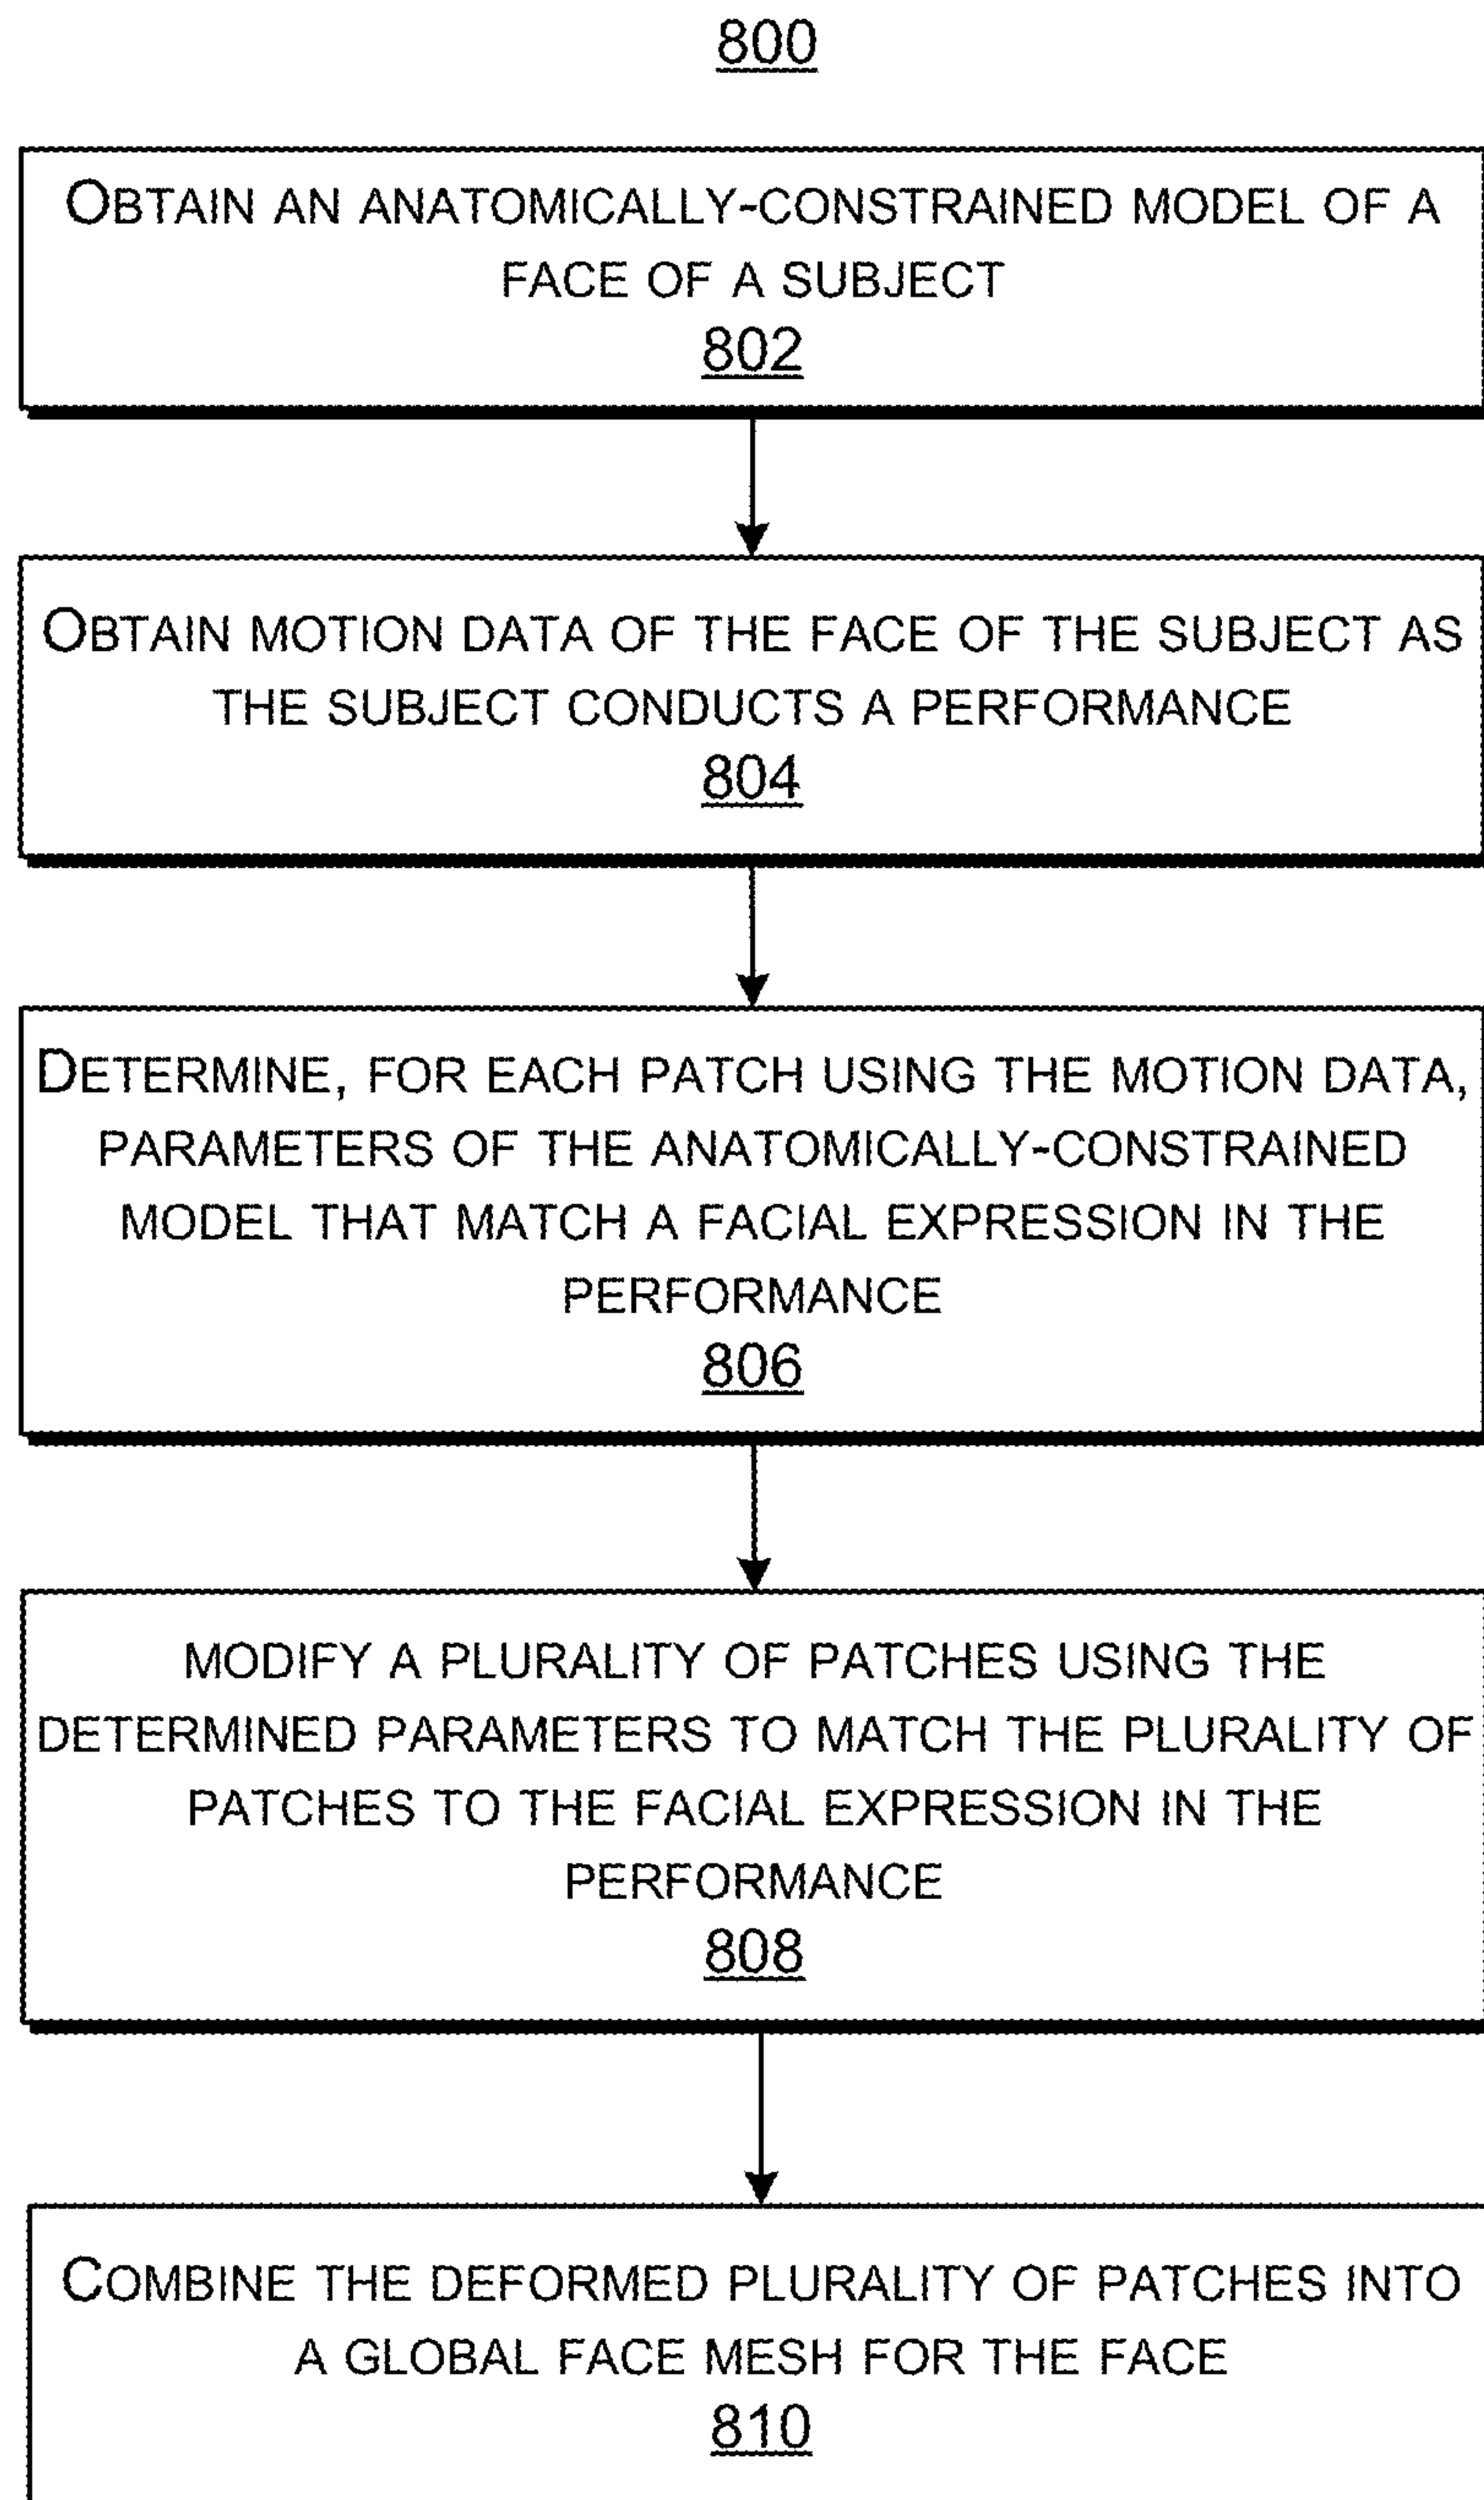 800
OBTAIN AN ANATOMICALLY-CONSTRAINED MODEL OF A
FACE OF A SUBJECT
802
OBTAIN MOTION DATA OF THE FACE OF THE SUBJECT AS
THE SUBJECT CONDUCTS A PERFORMANCE
804
DETERMINE, FOR EACH PATCH USING THE MOTION DATA,
PARAMETERS OF THE ANATOMICALLY-CONSTRAINED
MODEL THAT MATCH A FACIAL EXPRESSION IN THE
PERFORMANCE
806
MODIFY A PLURALITY OF PATCHES USING THE
DETERMINED PARAMETERS TO MATCH THE PLURALITY OF
PATCHES TO THE FACIAL EXPRESSION IN THE
PERFORMANCE
808
COMBINE THE DEFORMED PLURALITY OF PATCHES INTO
A GLOBAL FACE MESH FOR THE FACE
810